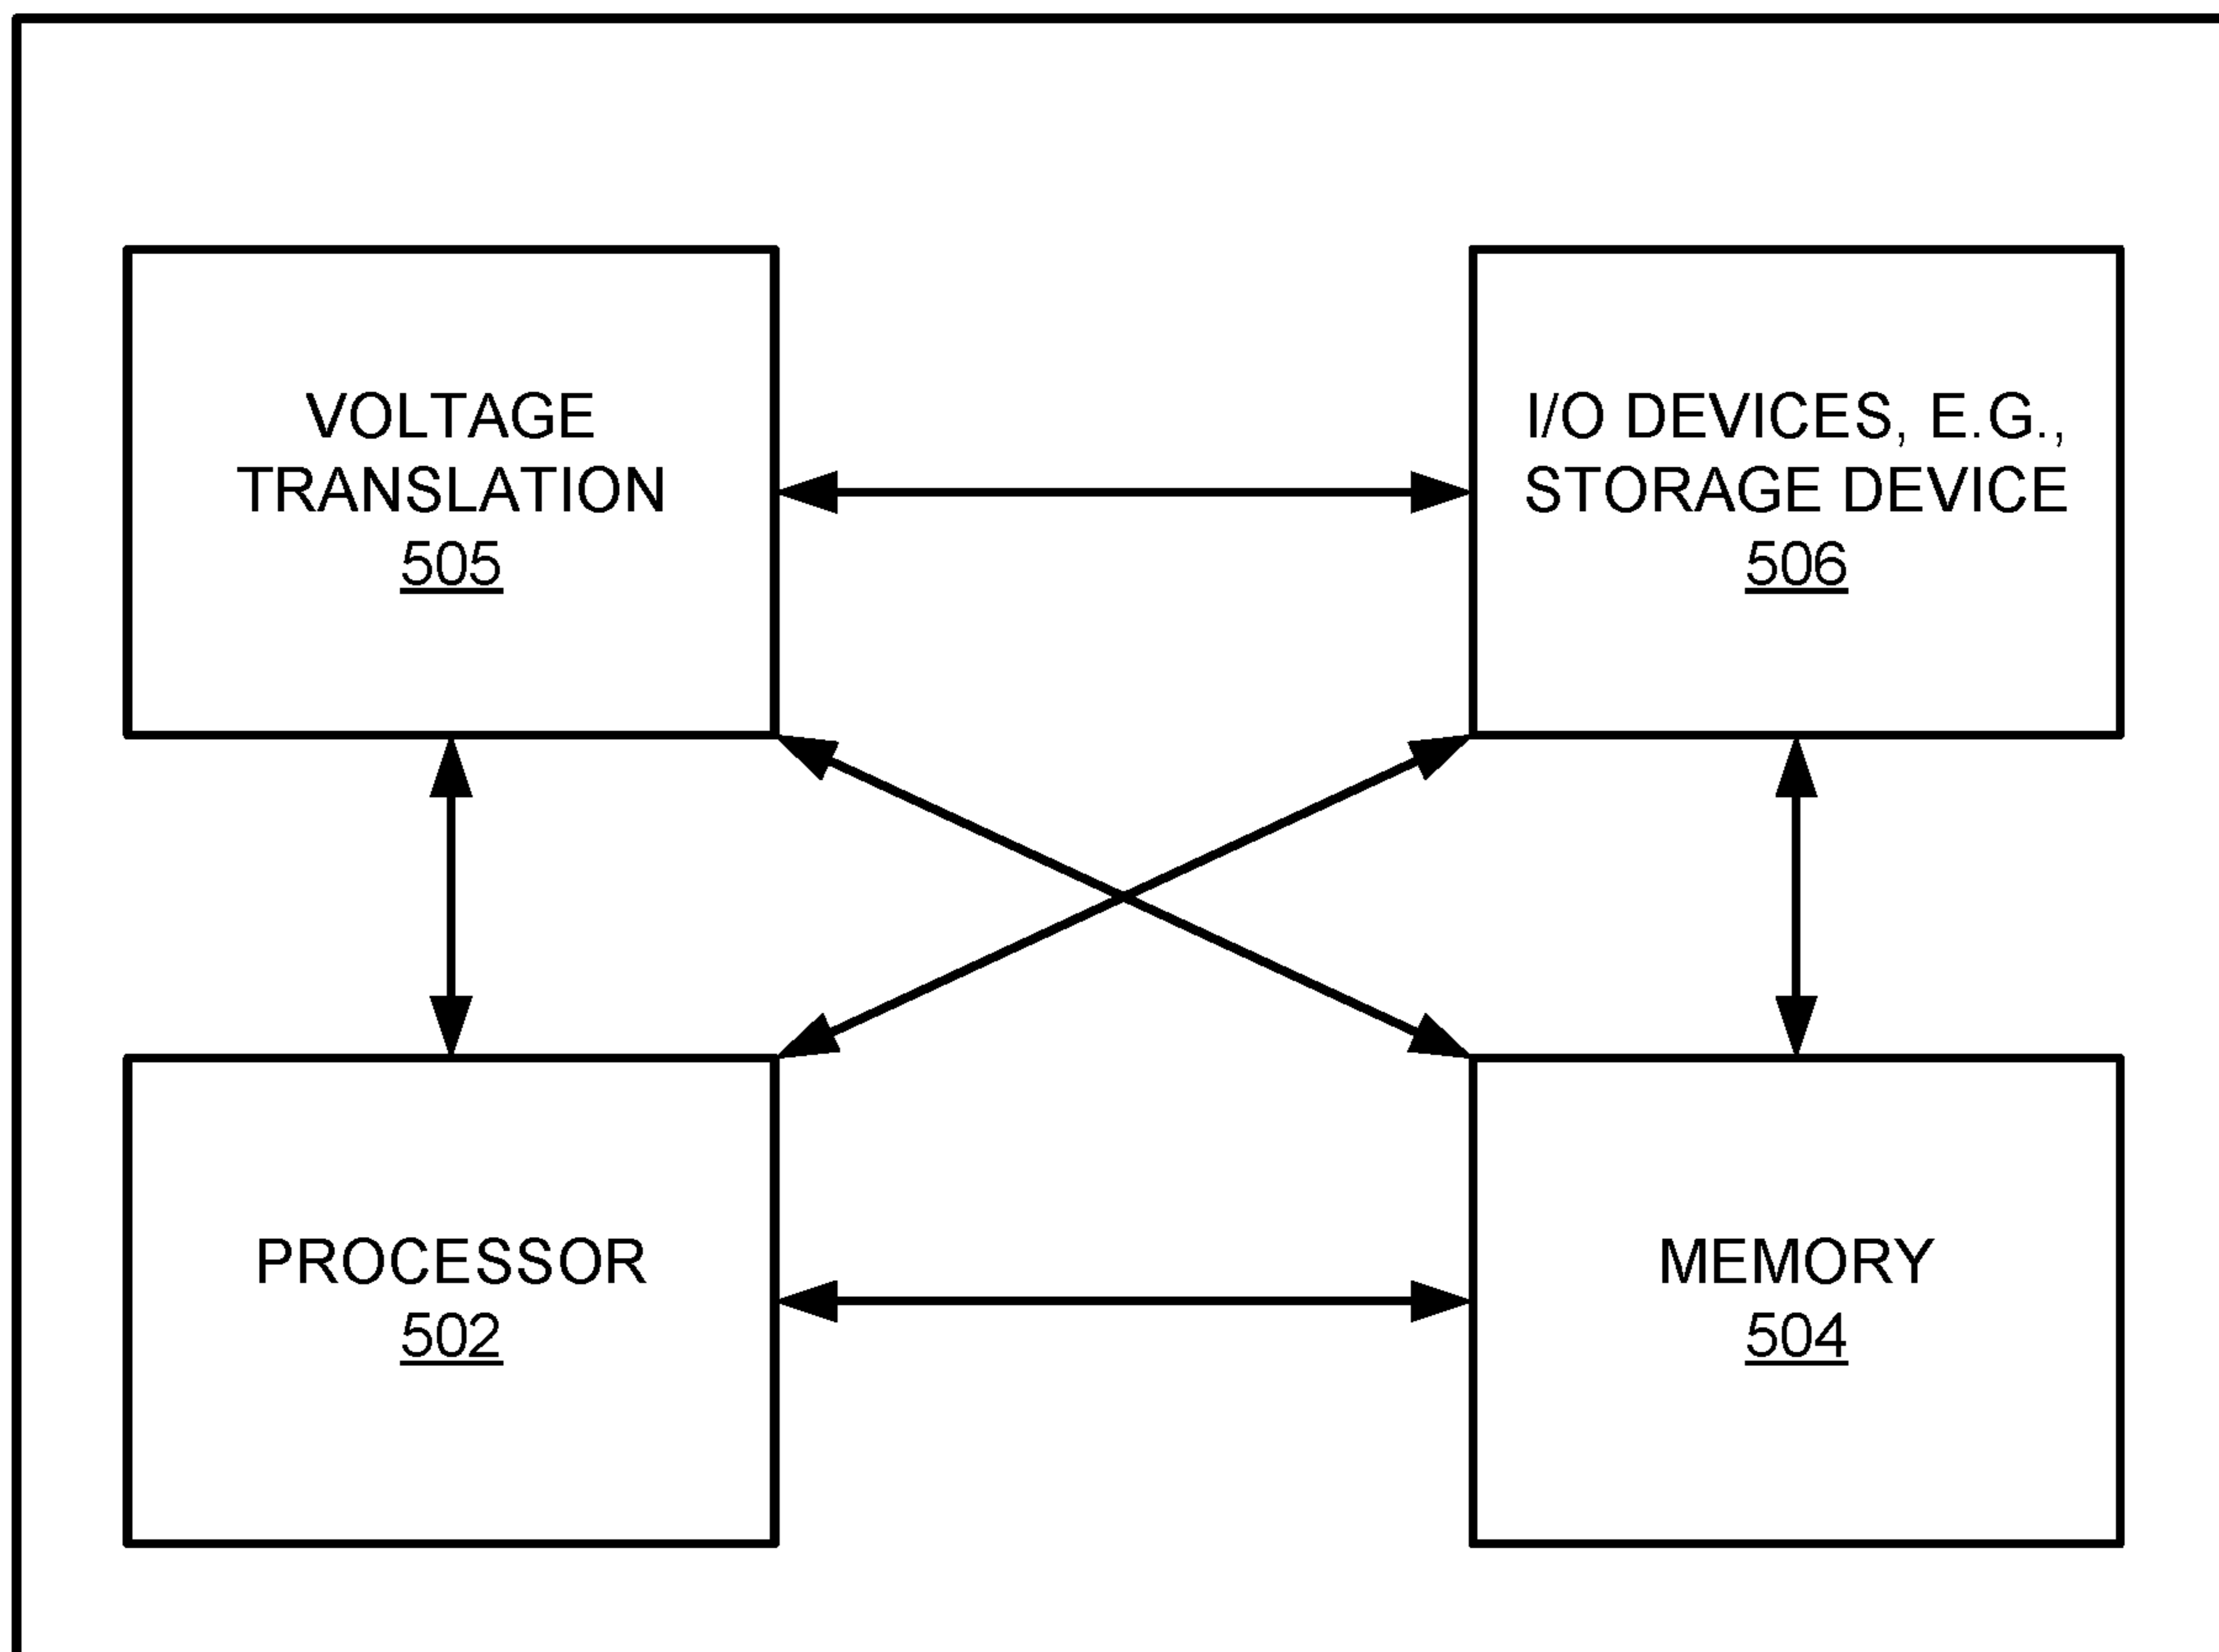 VOLTAGE
TRANSLATION
505
I/O DEVICES, E.G.,
STORAGE DEVICE
506
PROCESSOR
502
MEMORY
504